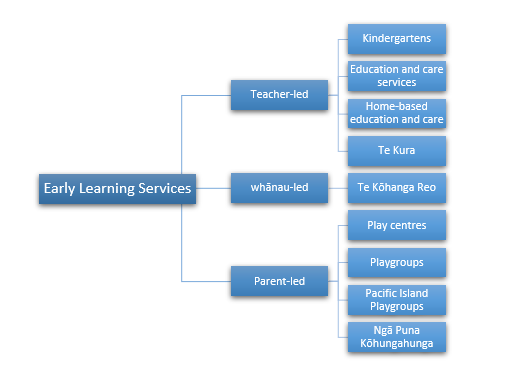 Early Learning Services
Teacher-led
Kindergartens
Education and care
services
Home-based
education and care
Te Kura
whānau-led
Te Kōhanga Reo
Parent-led
Play centres
Playgroups
Pacific Island
Playgroups
Ngā Puna
Kōhungahunga